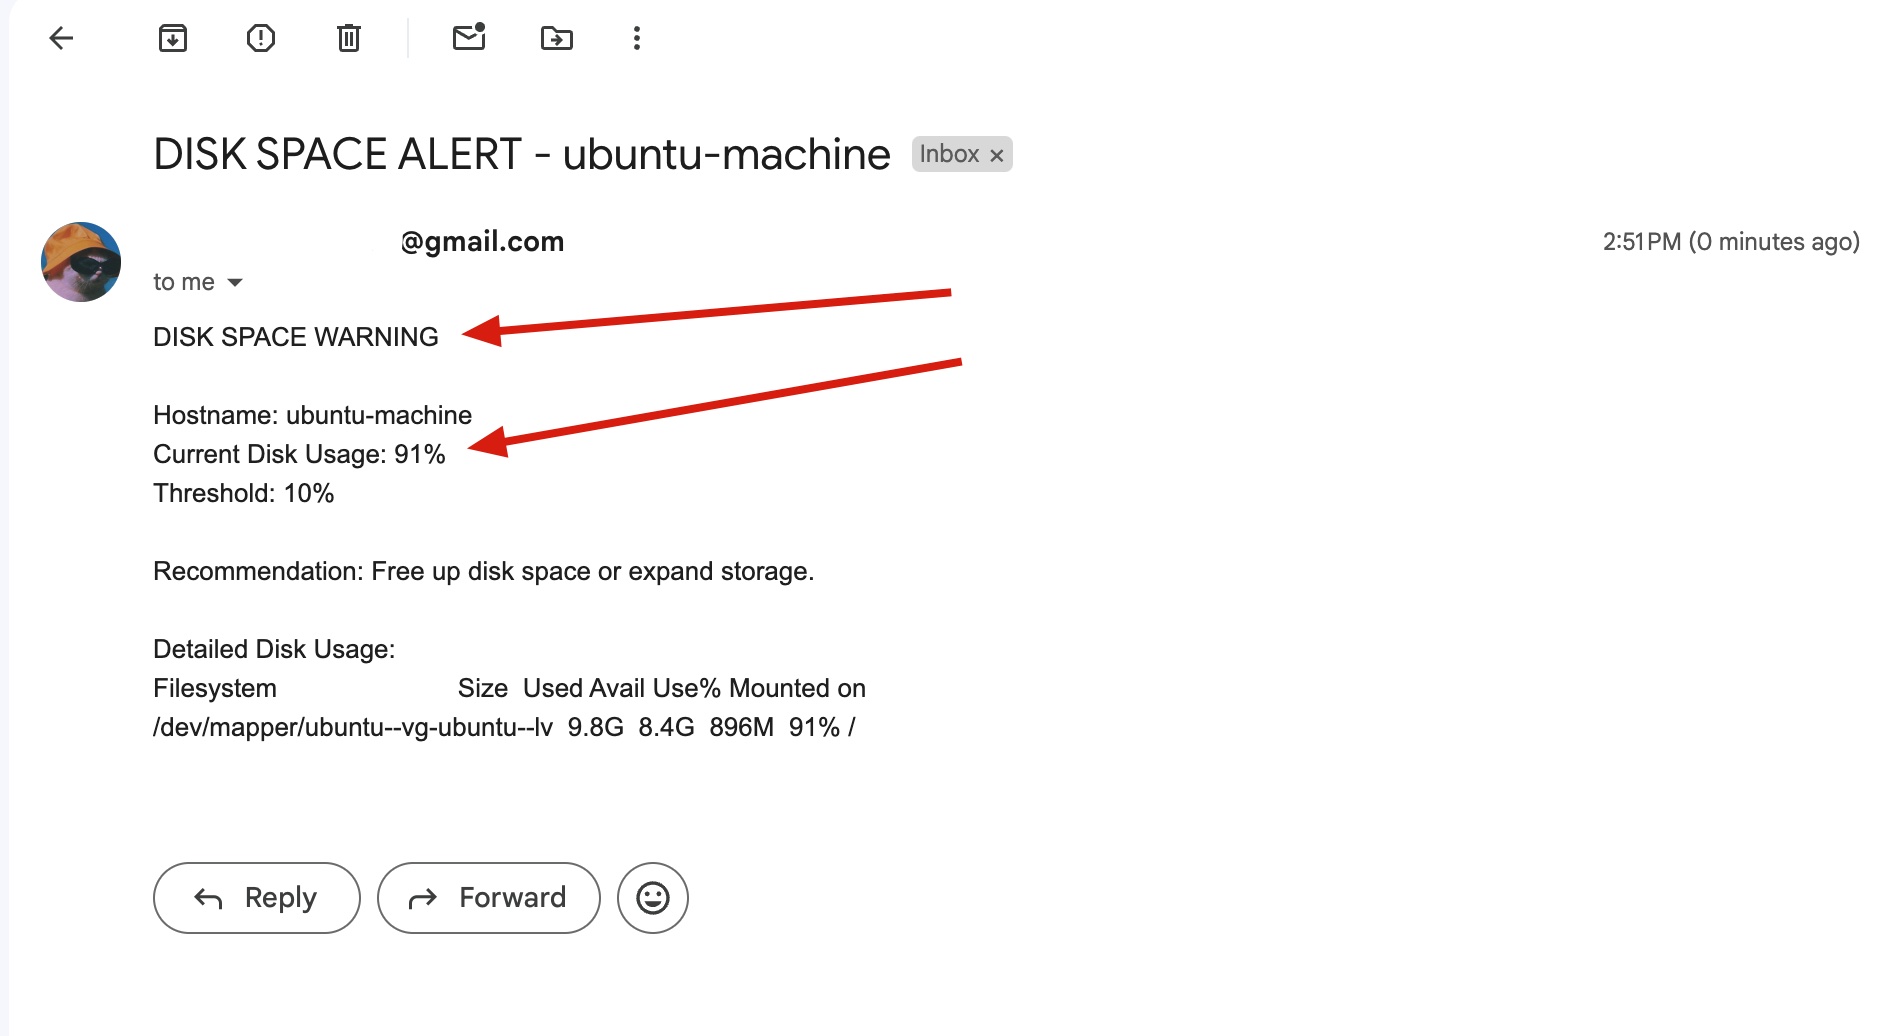 DISK SPACE ALERT - ubuntu-machine Inbox ×
@gmail.com 2:51 PM (0 minutes ago)
to me
DISK SPACE WARNING
Hostname: ubuntu-machine
Current Disk Usage: 91%
Threshold: 10%
Recommendation: Free up disk space or expand storage.
Detailed Disk Usage:
Filesystem Size Used Avail Use% Mounted on
/dev/mapper/ubuntu--vg-ubuntu--lv 9.8G 8.4G 896M 91% /
Reply Forward